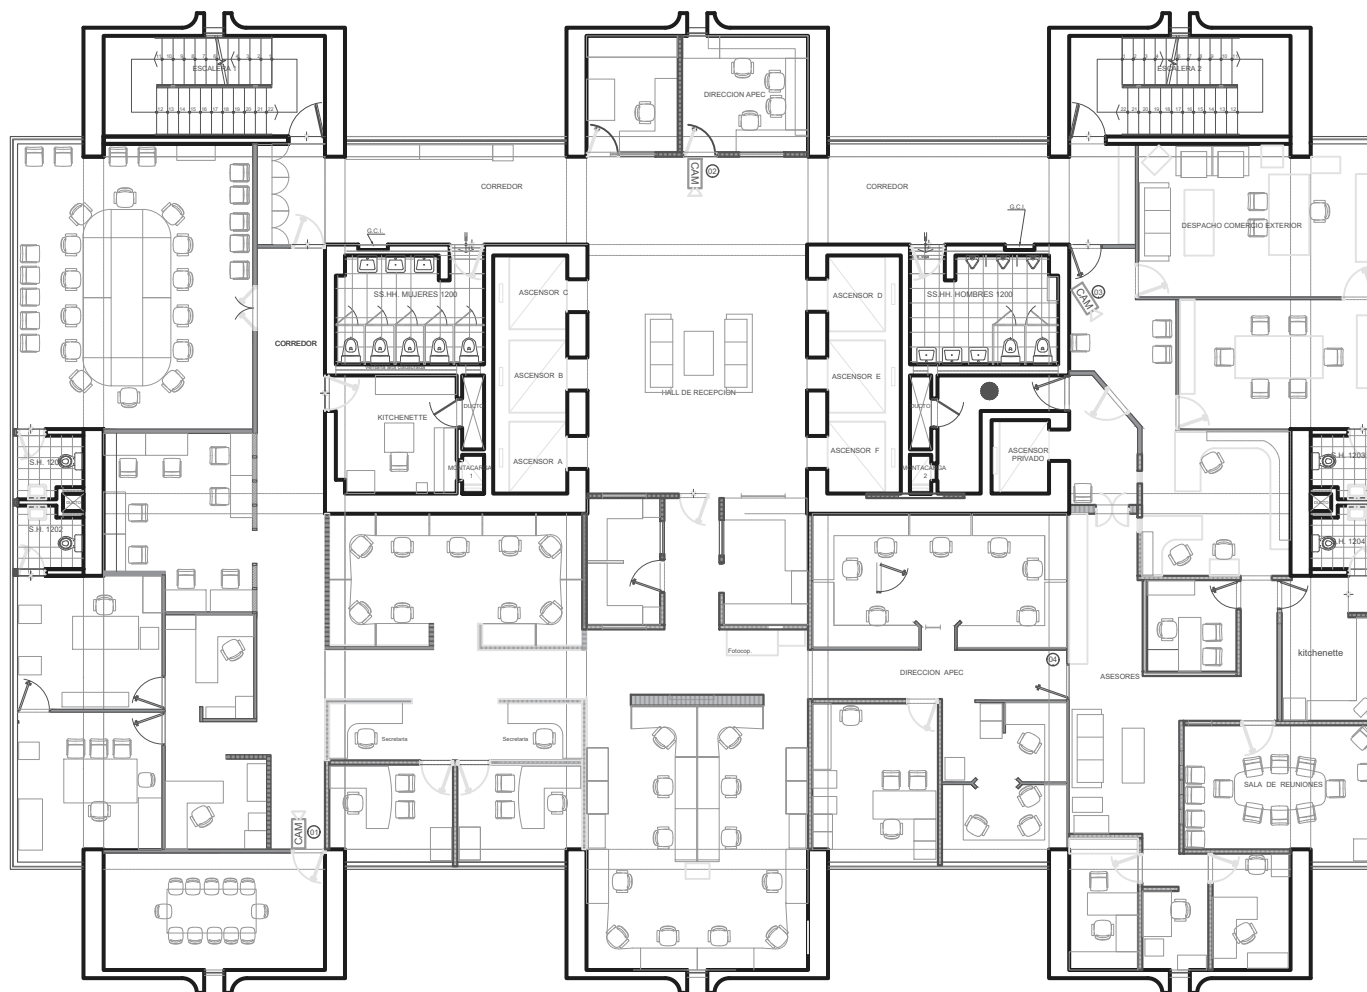 ESCALERA 1
ESCALERA 2
DIRECCION APEC
CAM
02
CORREDOR
CORREDOR
DESPACHO COMERCIO EXTERIOR
G.C.I.
G.C.I.
SS.HH. MUJERES 1200
ASCENSOR C
ASCENSOR D
SS.HH. HOMBRES 1200
CAM
03
CORREDOR
ASCENSOR B
HALL DE RECEPCION
ASCENSOR E
KITCHENETTE
DUCTO
DUCTO
ASCENSOR A
ASCENSOR F
ASCENSOR
PRIVADO
MONTACARGA
1
MONTACARGA
2
S.H. 1203
S.H. 1202
S.H. 1204
Fotocop.
DIRECCION APEC
04
ASESORES
kitchenette
Secretaria
Secretaria
SALA DE REUNIONES
CAM
01